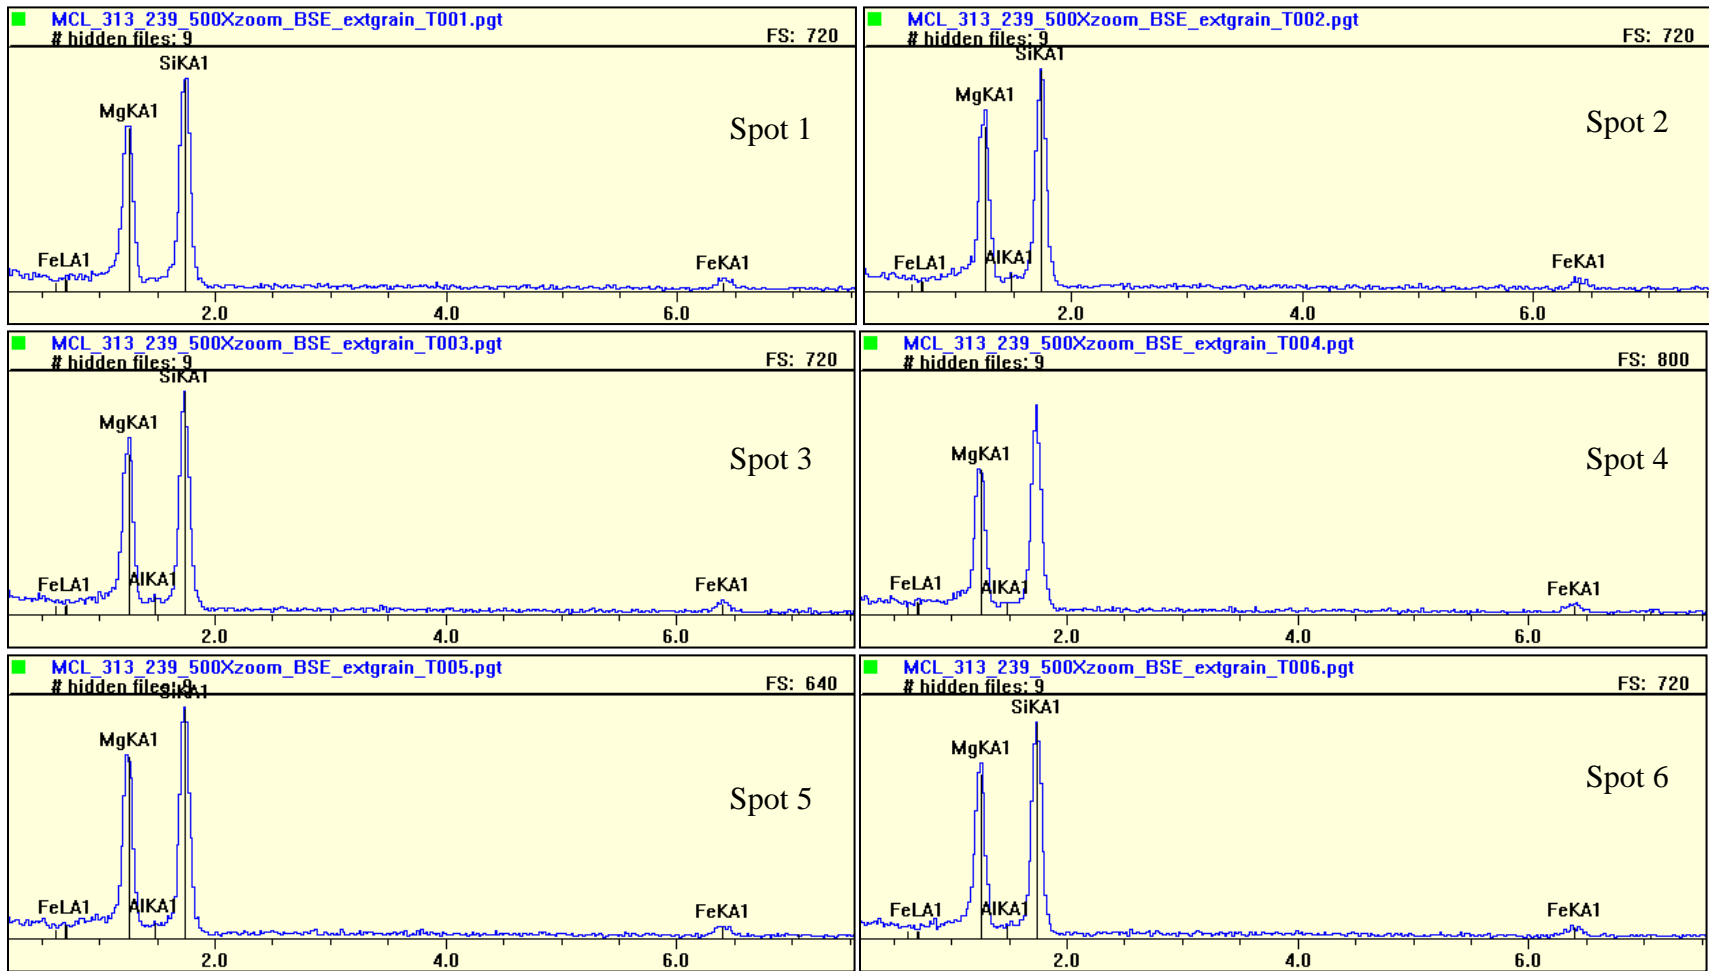 MCL_313_239_500Xzoom_BSE_extgrain_T001.pgt
# hidden files: 9 FS: 720
SiKA1
MgKA1
Spot 1
FeLA1 FeKA1
2.0 4.0 6.0
MCL_313_239_500Xzoom_BSE_extgrain_T002.pgt
# hidden files: 9 FS: 720
SiKA1
MgKA1
Spot 2
FeLA1 AlKA1 FeKA1
2.0 4.0 6.0
MCL_313_239_500Xzoom_BSE_extgrain_T003.pgt
# hidden files: 9 FS: 720
SiKA1
MgKA1
Spot 3
FeLA1 AlKA1 FeKA1
2.0 4.0 6.0
MCL_313_239_500Xzoom_BSE_extgrain_T004.pgt
# hidden files: 9 FS: 800
MgKA1
Spot 4
FeLA1 AlKA1 FeKA1
2.0 4.0 6.0
MCL_313_239_500Xzoom_BSE_extgrain_T005.pgt
# hidden files: 9 FS: 640
SiKA1
MgKA1
Spot 5
FeLA1 AlKA1 FeKA1
2.0 4.0 6.0
MCL_313_239_500Xzoom_BSE_extgrain_T006.pgt
# hidden files: 9 FS: 720
SiKA1
MgKA1
Spot 6
FeLA1 AlKA1 FeKA1
2.0 4.0 6.0